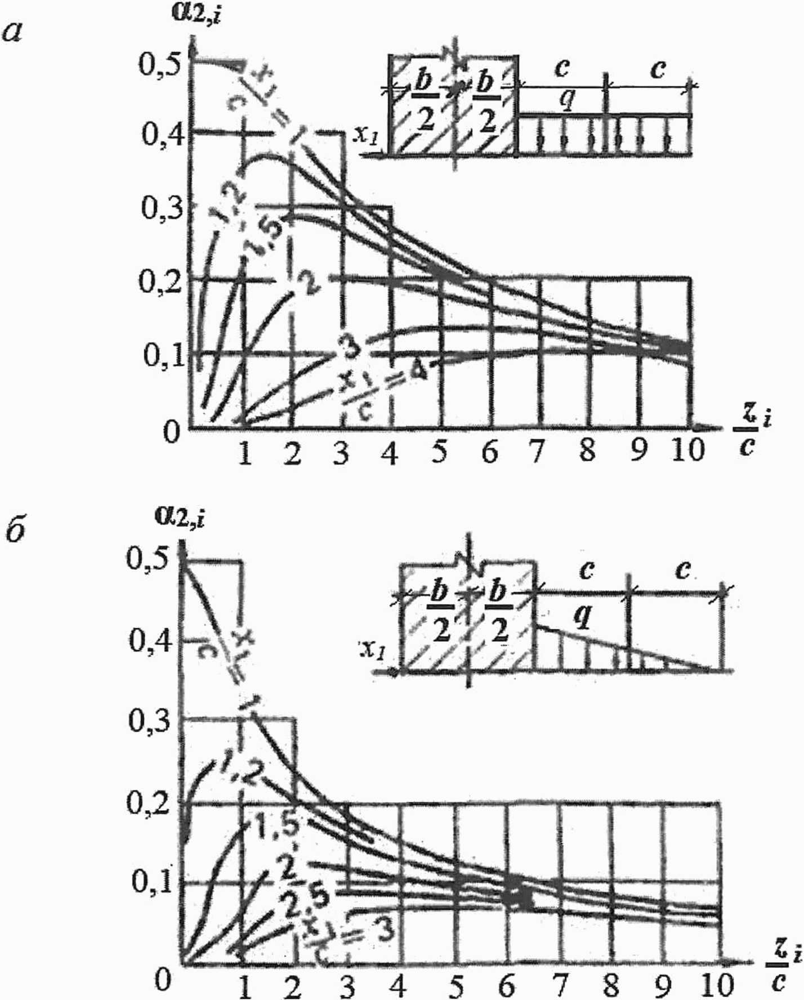 а
α2,i
0,5
0,4
0,3
0,2
0,1
0
x1/c = 1
1,2
1,5
2
3
x1/c = 4
b/2 b/2
c c
q
x1
1 2 3 4 5 6 7 8 9 10
zi/c
б
α2,i
0,5
0,4
0,3
0,2
0,1
0
x1/c = 1
1,2
1.5
2
2.5
x1/c = 3
b/2 b/2
c c
q
x1
1 2 3 4 5 6 7 8 9 10
zi/c